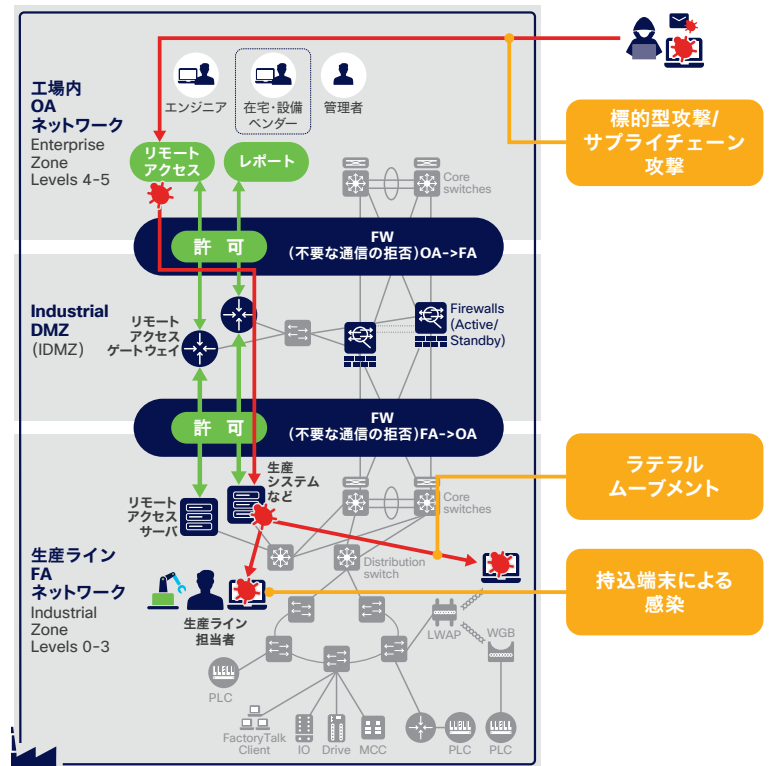 工場内
OA
ネットワーク
Enterprise
Zone
Levels 4-5
エンジニア
在宅・設備
ベンダー
管理者
リモート
アクセス
レポート
Core
switches
標的型攻撃/
サプライチェーン
攻撃
許 可
FW
(不要な通信の拒否)OA->FA
Industrial
DMZ
(IDMZ)
リモート
アクセス
ゲートウェイ
Firewalls
(Active/
Standby)
許 可
FW
(不要な通信の拒否)FA->OA
生産
システム
など
リモート
アクセス
サーバ
Core
switches
ラテラル
ムーブメント
生産ライン
FA
ネットワーク
Industrial
Zone
Levels 0-3
Distribution
switch
持込端末による
感染
生産ライン
担当者
LWAP
WGB
PLC
FactoryTalk
Client
IO
Drive
MCC
PLC
PLC